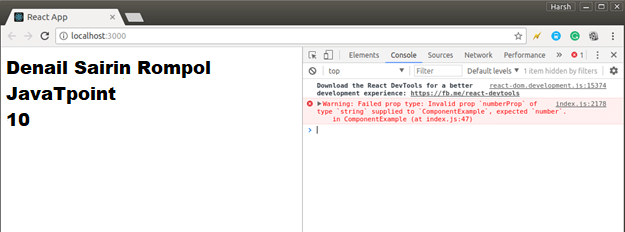 Harsh
React App
localhost:3000
Elements Console Sources Network Performance » 1
top Filter Default levels 1 item hidden by filters
Denail Sairin Rompol
JavaTpoint
10
Download the React DevTools for a better react-dom.development.js:15374
development experience: https://fb.me/react-devtools
Warning: Failed prop type: Invalid prop `numberProp` of index.js:2178
type `string` supplied to `ComponentExample`, expected `number`.
in ComponentExample (at index.js:47)